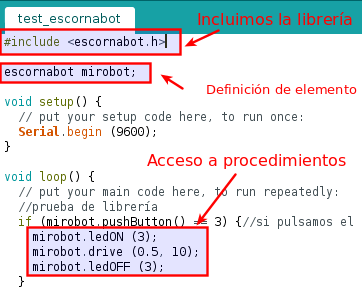 test_escornabot
Incluimos la librería
#include <escornabot.h>
escornabot mirobot;
Definición de elemento
void setup() {
// put your setup code here, to run once:
Serial.begin (9600);
}
Acceso a procedimientos
void loop() {
// put your main code here, to run repeatedly:
//prueba de librería
if (mirobot.pushButton() == 3) {//si pulsamos el
mirobot.ledON (3);
mirobot.drive (0.5, 10);
mirobot.ledOFF (3);
}